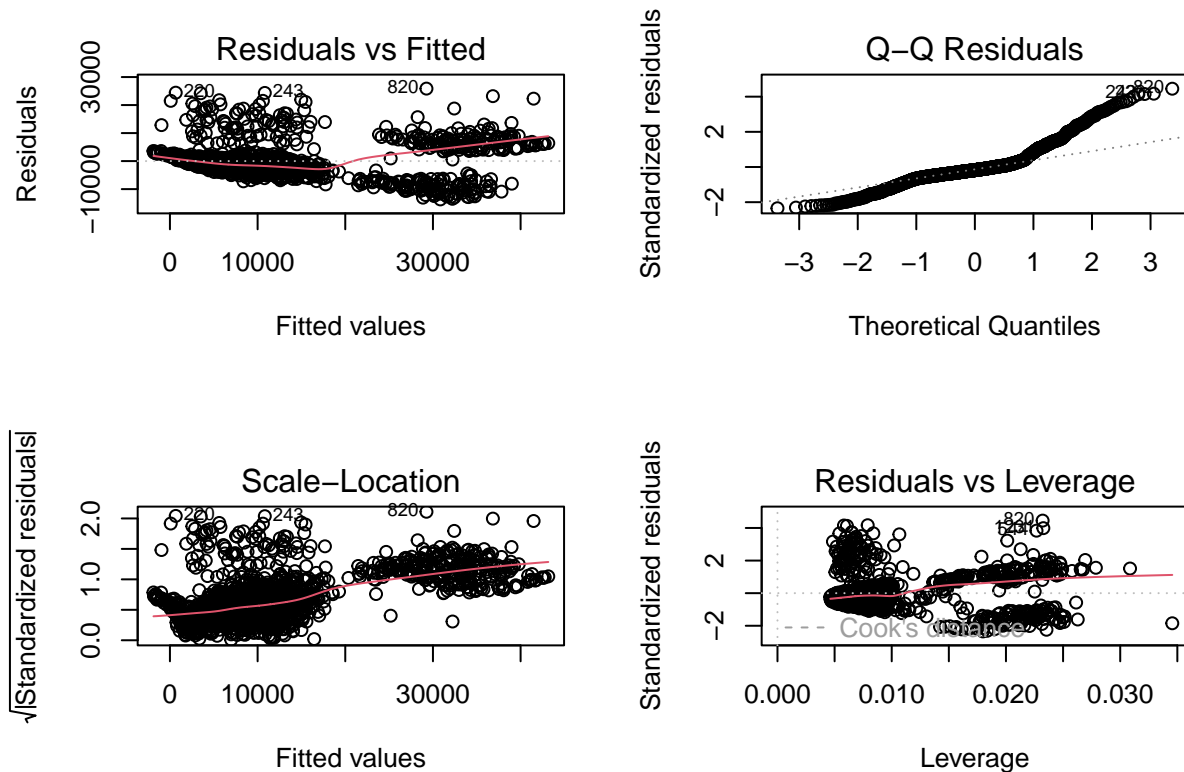 Residuals vs Fitted
Residuals
30000
−10000
220
243
820
0
10000
30000
Fitted values
Q−Q Residuals
Standardized residuals
2
−2
820
−3
−2
−1
0
1
2
3
Theoretical Quantiles
Scale−Location
√|Standardized residuals|
2.0
1.0
0.0
220
243
820
0
10000
30000
Fitted values
Residuals vs Leverage
Standardized residuals
2
−2
820
Cook's distance
0.000
0.010
0.020
0.030
Leverage